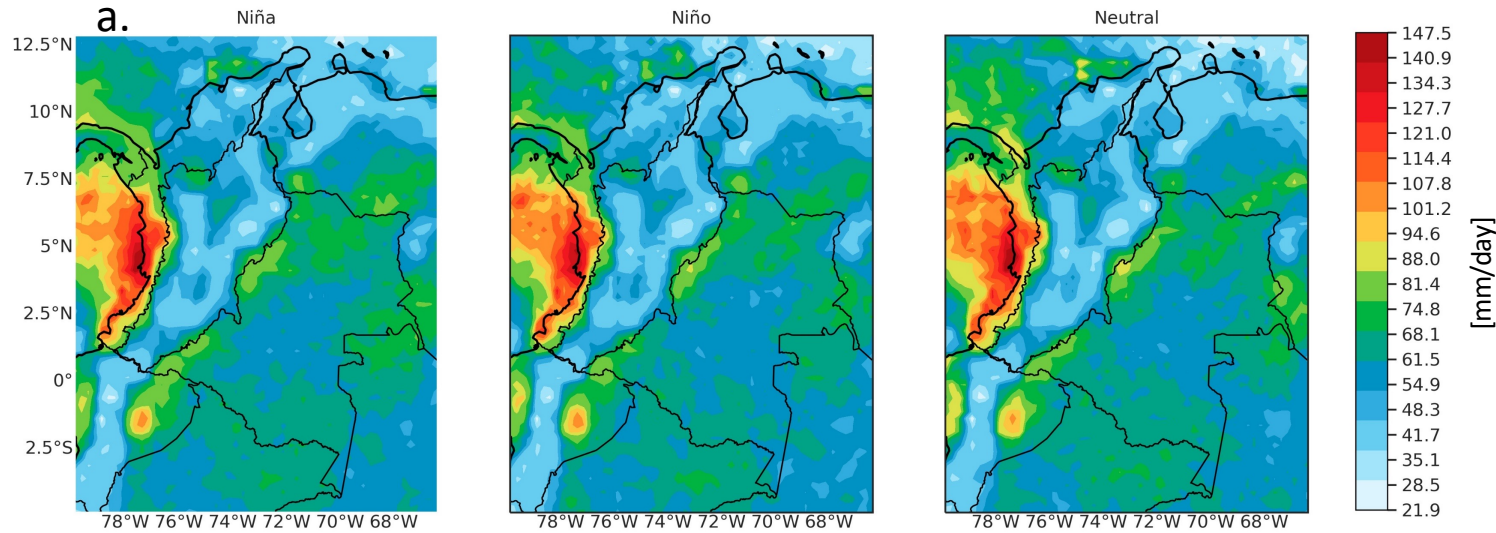 a.
Niña
Niño
Neutral
12.5°N
10°N
7.5°N
5°N
2.5°N
0°
2.5°S
78°W 76°W 74°W 72°W 70°W 68°W
78°W 76°W 74°W 72°W 70°W 68°W
78°W 76°W 74°W 72°W 70°W 68°W
147.5
140.9
134.3
127.7
121.0
114.4
107.8
101.2
94.6
88.0
81.4
74.8
68.1
61.5
54.9
48.3
41.7
35.1
28.5
21.9
[mm/day]